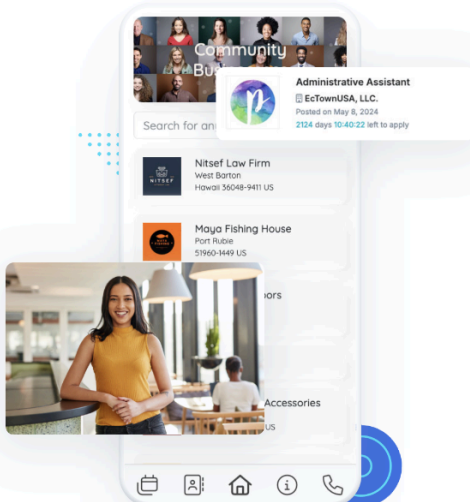 Community
Administrative Assistant
EcTownUSA, LLC.
Posted on May 8, 2024
2124 days 10:40:22 left to apply
Search for an
NITSEF
Nitsef Law Firm
West Barton
Hawaii 36048-9411 US
Maya Fishing House
Port Rubie
51960-1449 US
ors
Accessories
US